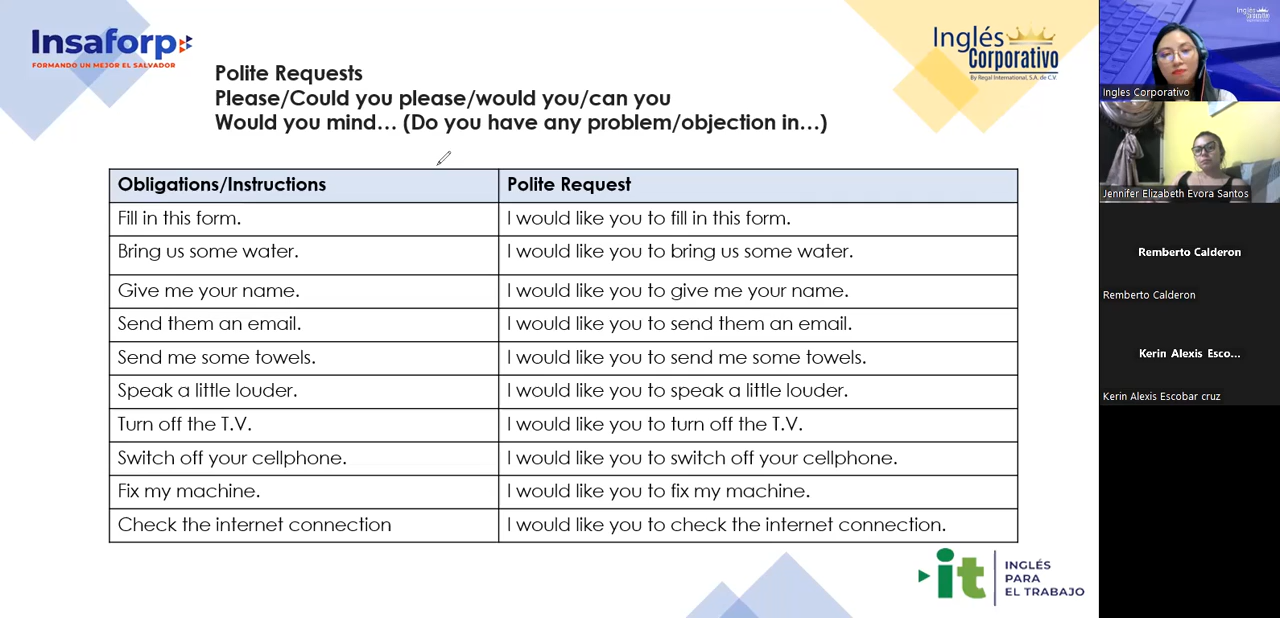 Insaforp
FORMANDO UN MEJOR EL SALVADOR
Polite Requests
Please/Could you please/would you/can you
Would you mind... (Do you have any problem/objection in...)
Inglés
Corporativo
By Regal International, S.A. de C.V.
Obligations/Instructions Polite Request
Fill in this form. I would like you to fill in this form.
Bring us some water. I would like you to bring us some water.
Give me your name. I would like you to give me your name.
Send them an email. I would like you to send them an email.
Send me some towels. I would like you to send me some towels.
Speak a little louder. I would like you to speak a little louder.
Turn off the T.V. I would like you to turn off the T.V.
Switch off your cellphone. I would like you to switch off your cellphone.
Fix my machine. I would like you to fix my machine.
Check the internet connection I would like you to check the internet connection.
it
INGLÉS
PARA
EL TRABAJO
Inglés
Corporativo
Ingles Corporativo
Jennifer Elizabeth Evora Santos
Remberto Calderon
Remberto Calderon
Kerin Alexis Esco...
Kerin Alexis Escobar cruz